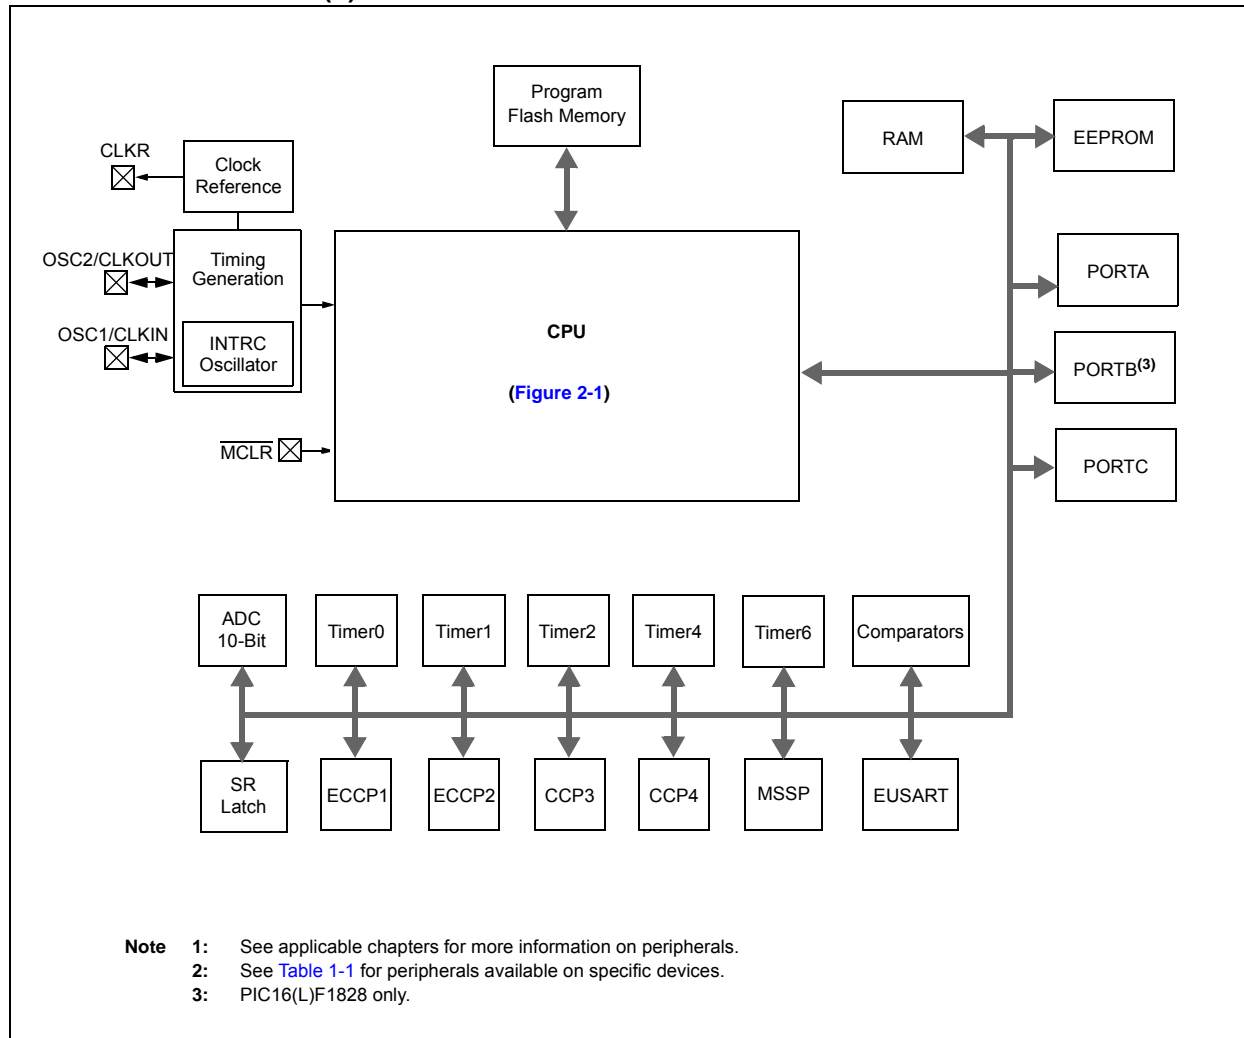 Program
Flash Memory
RAM
EEPROM
CLKR
Clock
Reference
OSC2/CLKOUT
Timing
Generation
PORTA
OSC1/CLKIN
INTRC
Oscillator
CPU
(Figure 2-1)
PORTB(3)
MCLR
PORTC
ADC
10-Bit
Timer0
Timer1
Timer2
Timer4
Timer6
Comparators
SR
Latch
ECCP1
ECCP2
CCP3
CCP4
MSSP
EUSART
Note 1: See applicable chapters for more information on peripherals.
2: See Table 1-1 for peripherals available on specific devices.
3: PIC16(L)F1828 only.